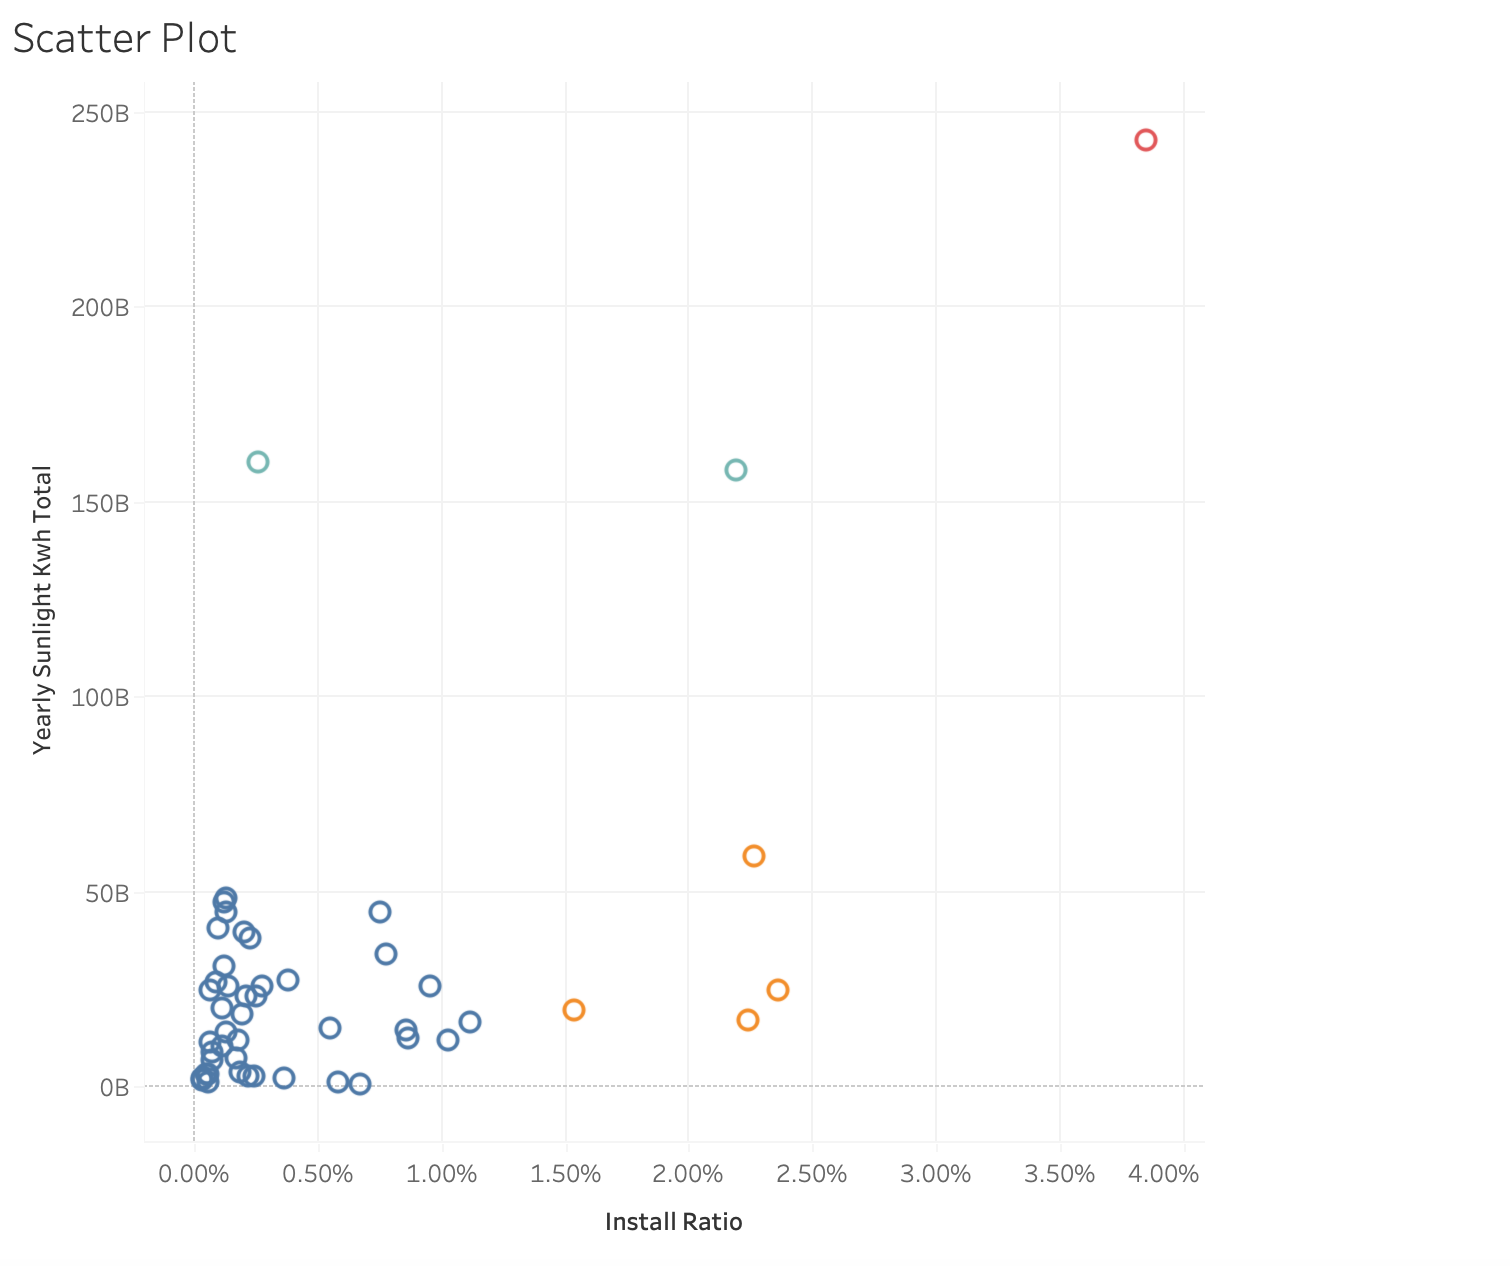 Scatter Plot
250B
200B
150B
100B
50B
0B
Yearly Sunlight Kwh Total
0.00% 0.50% 1.00% 1.50% 2.00% 2.50% 3.00% 3.50% 4.00%
Install Ratio